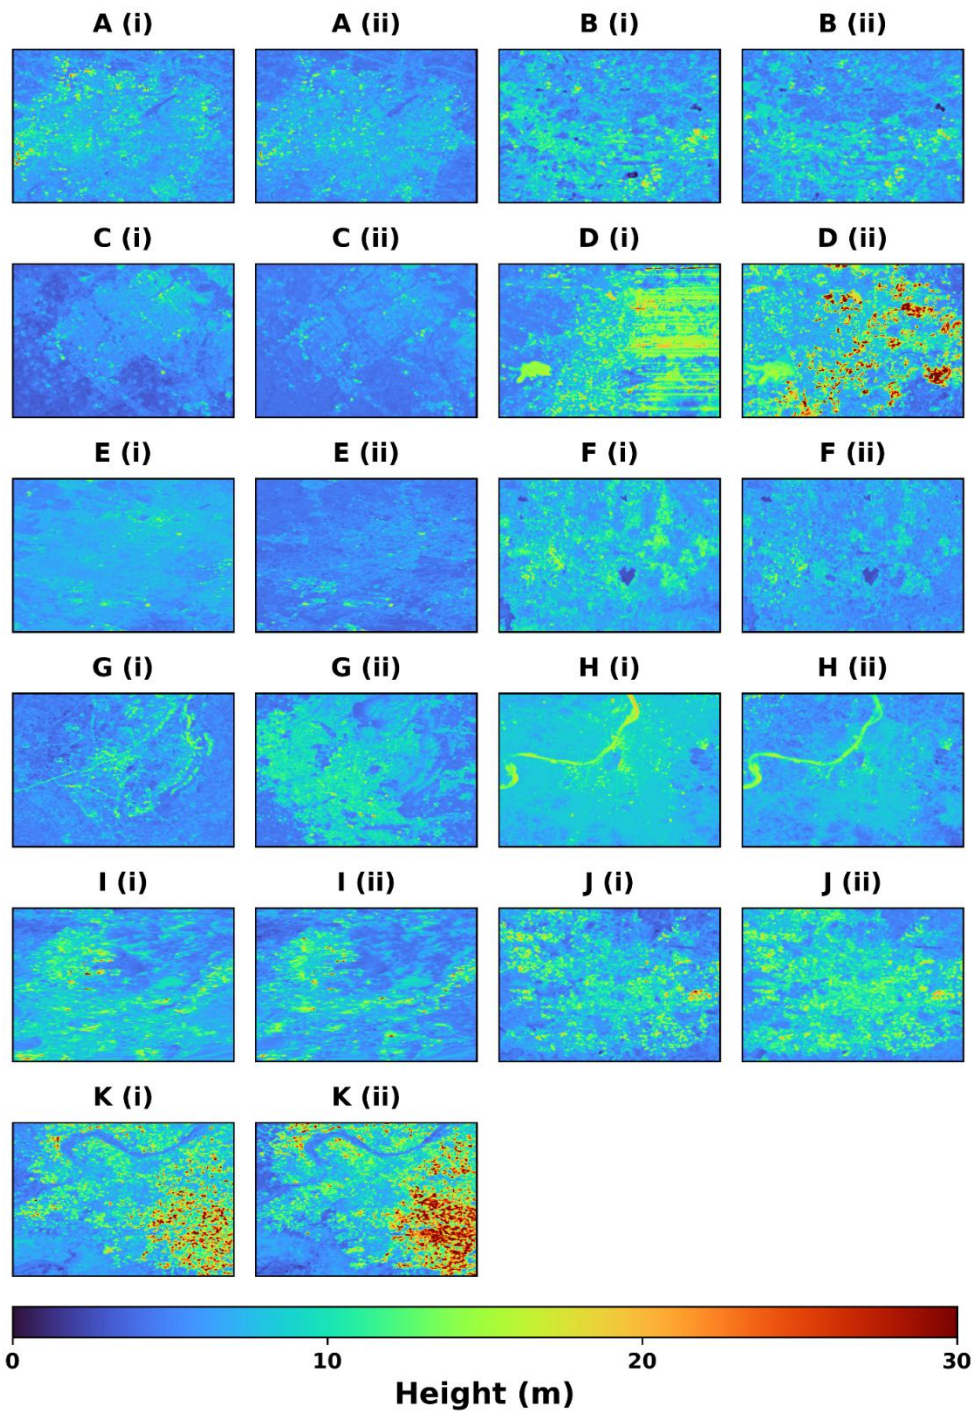 A (i) A (ii) B (i) B (ii)
C (i) C (ii) D (i) D (ii)
E (i) E (ii) F (i) F (ii)
G (i) G (ii) H (i) H (ii)
I (i) I (ii) J (i) J (ii)
K (i) K (ii)
0 10 20 30
Height (m)